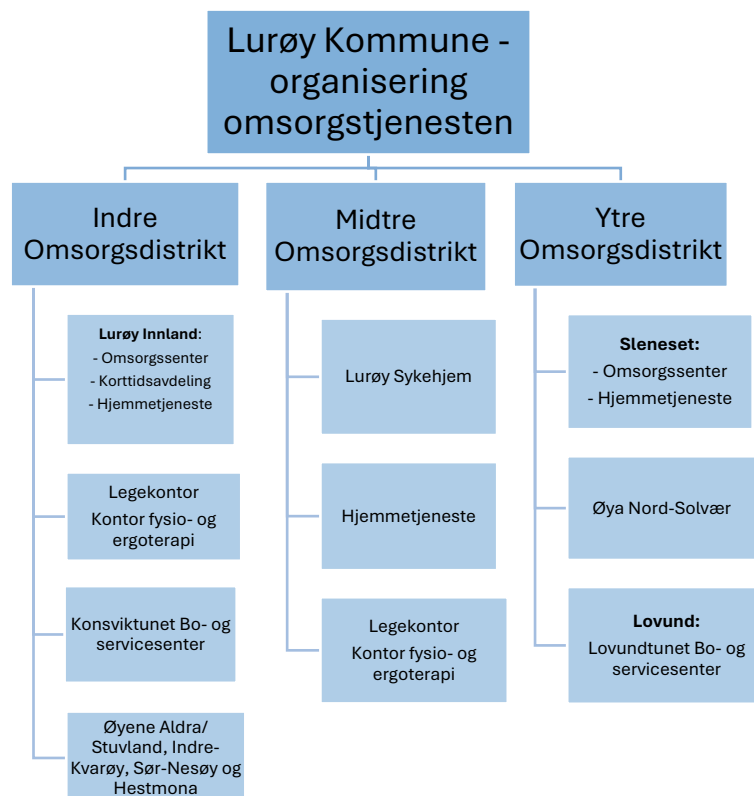 Lurøy Kommune -
organisering
omsorgstjenesten
Indre
Omsorgsdistrikt
Lurøy Innland:
- Omsorgssenter
- Korttidsavdeling
- Hjemmetjeneste
Legekontor
Kontor fysio- og
ergoterapi
Konsviktunet Bo- og
servicesenter
Øyene Aldra/
Stuvland, Indre-
Kvarøy, Sør-Nesøy og
Hestmona
Midtre
Omsorgsdistrikt
Lurøy Sykehjem
Hjemmetjeneste
Legekontor
Kontor fysio- og
ergoterapi
Ytre
Omsorgsdistrikt
Sleneset:
- Omsorgssenter
- Hjemmetjeneste
Øya Nord-Solvær
Lovund:
Lovundtunet Bo- og
servicesenter